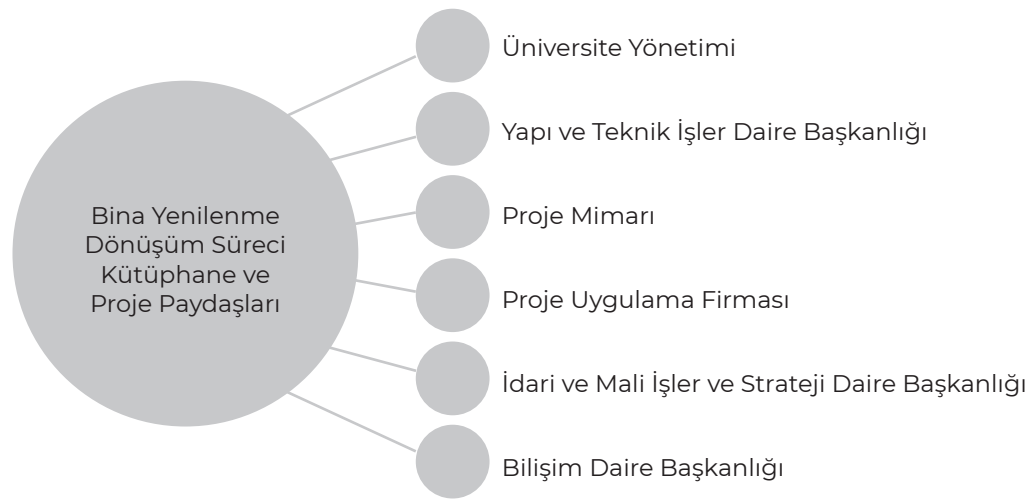 Bina Yenilenme
Dönüşüm Süreci
Kütüphane ve
Proje Paydaşları
Üniversite Yönetimi
Yapı ve Teknik İşler Daire Başkanlığı
Proje Mimarı
Proje Uygulama Firması
İdari ve Mali İşler ve Strateji Daire Başkanlığı
Bilişim Daire Başkanlığı